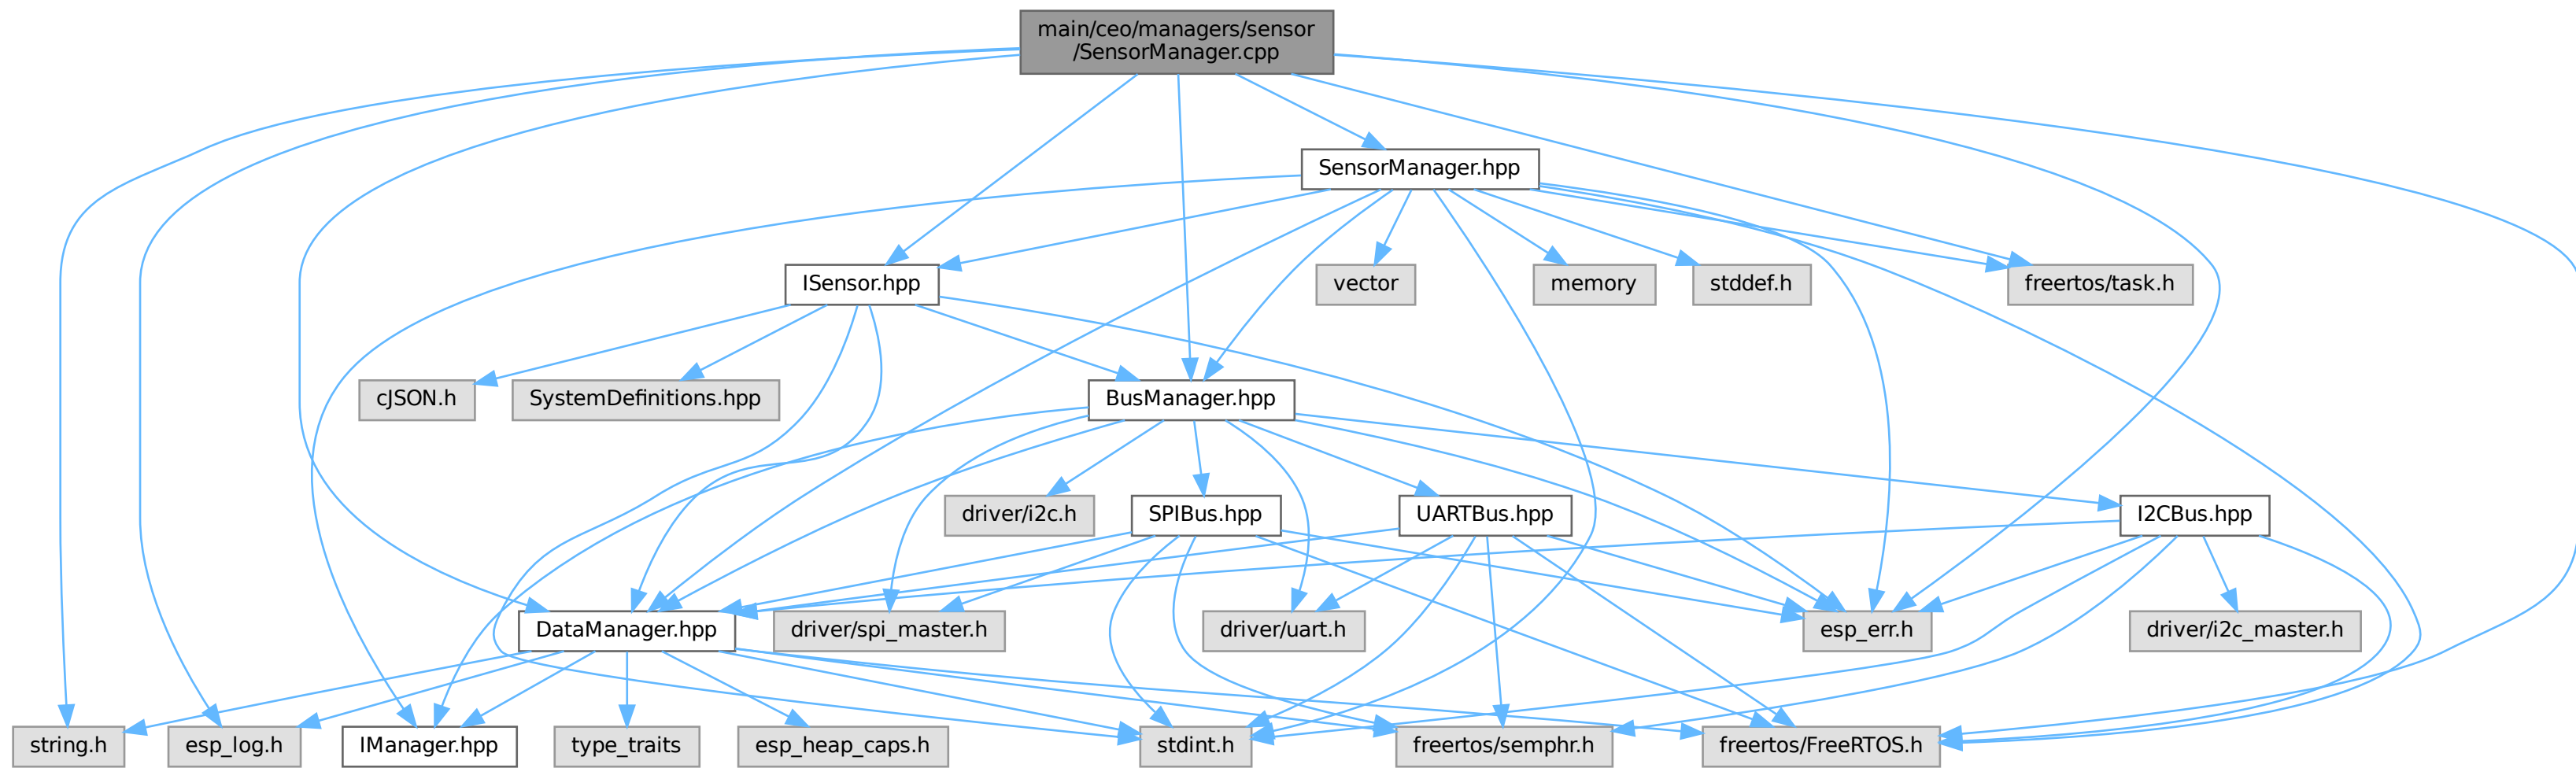 main/ceo/managers/sensor
/SensorManager.cpp
SensorManager.hpp
ISensor.hpp
vector
memory
stddef.h
freertos/task.h
cJSON.h
SystemDefinitions.hpp
BusManager.hpp
driver/i2c.h
SPIBus.hpp
UARTBus.hpp
I2CBus.hpp
DataManager.hpp
driver/spi_master.h
driver/uart.h
esp_err.h
driver/i2c_master.h
string.h
esp_log.h
IManager.hpp
type_traits
esp_heap_caps.h
stdint.h
freertos/semphr.h
freertos/FreeRTOS.h